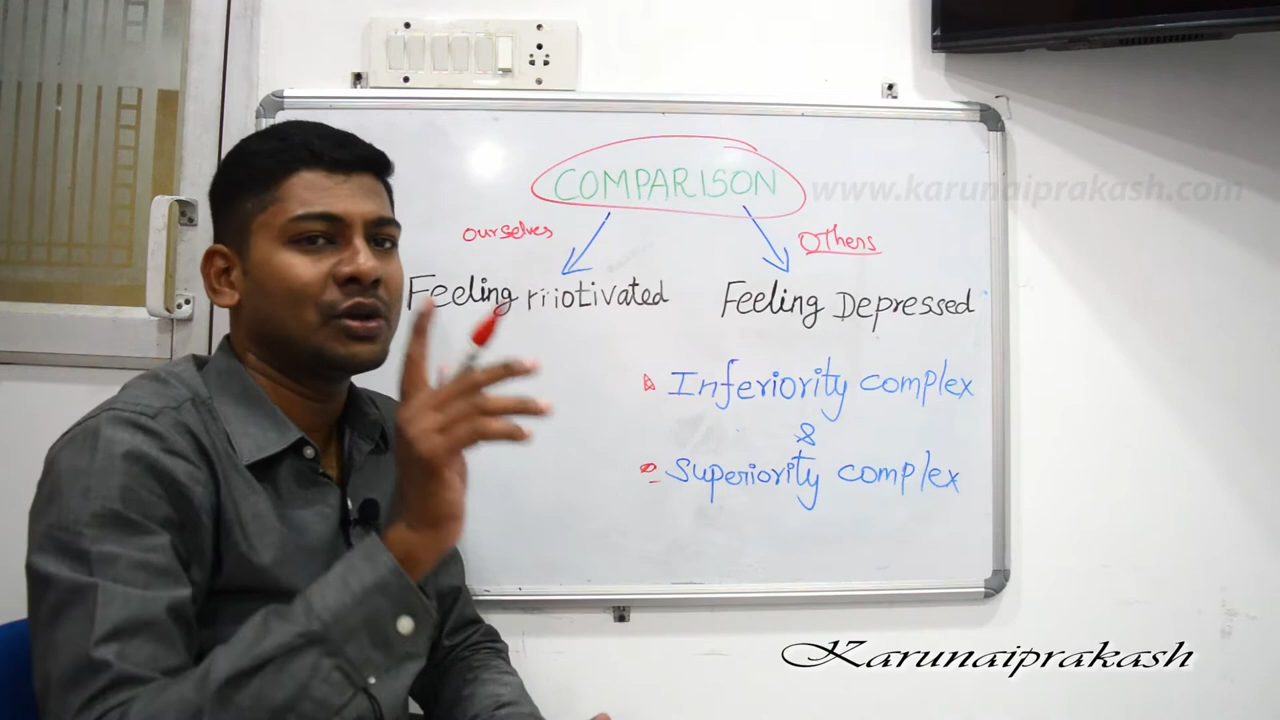 COMPARISON
www.karunaiprakash.com
ourselves
Others
Feeling Motivated
Feeling Depressed
Inferiority complex
&
Superiority complex
Karunaiprakash